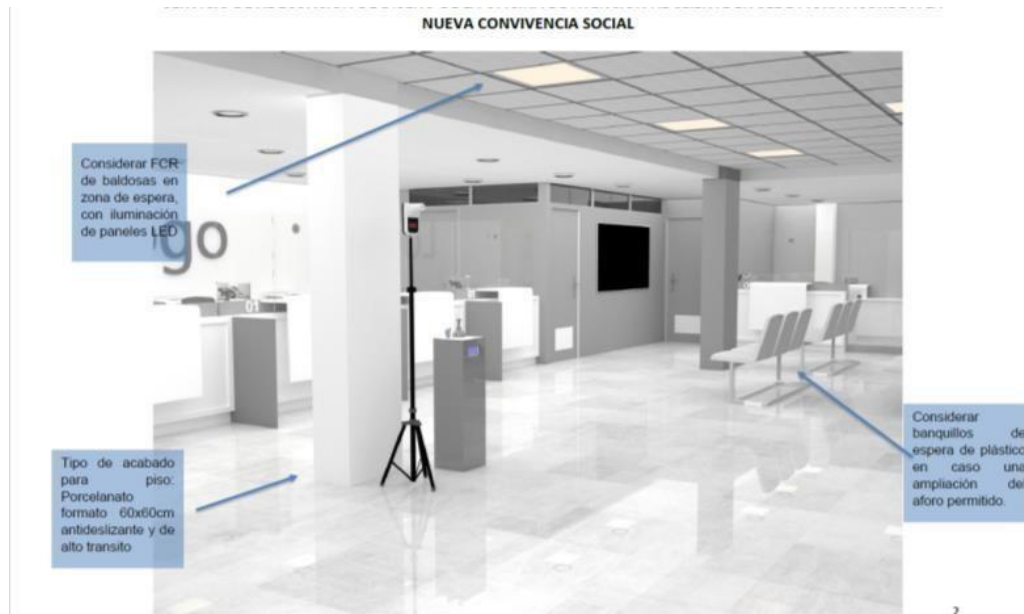 NUEVA CONVIVENCIA SOCIAL
Considerar FCR
de baldosas en
zona de espera,
con iluminación
de paneles LED
go
01
Tipo de acabado
para piso:
Porcelanato
formato 60x60cm
antideslizante y de
alto transito
Considerar
banquillos de
espera de plástico
en caso una
ampliación del
aforo permitido.
2